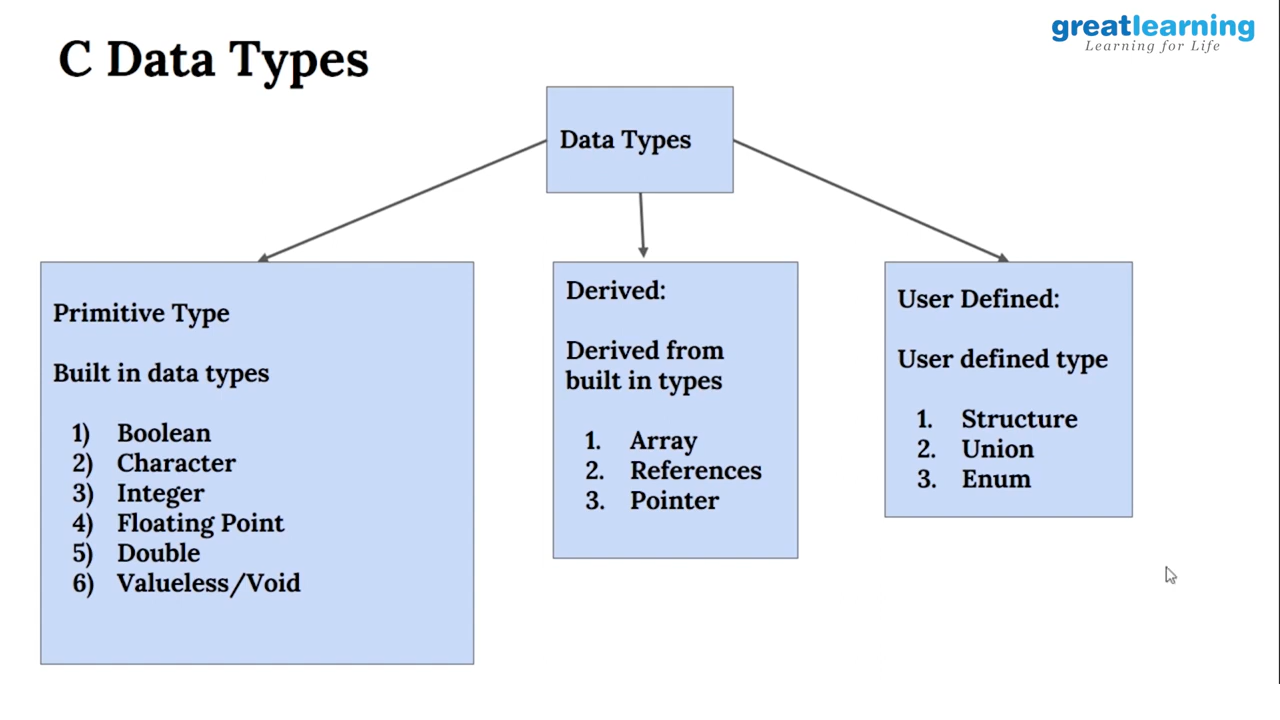 C Data Types
greatlearning
Learning for Life
Data Types
Primitive Type
Built in data types
1) Boolean
2) Character
3) Integer
4) Floating Point
5) Double
6) Valueless/Void
Derived:
Derived from
built in types
1. Array
2. References
3. Pointer
User Defined:
User defined type
1. Structure
2. Union
3. Enum